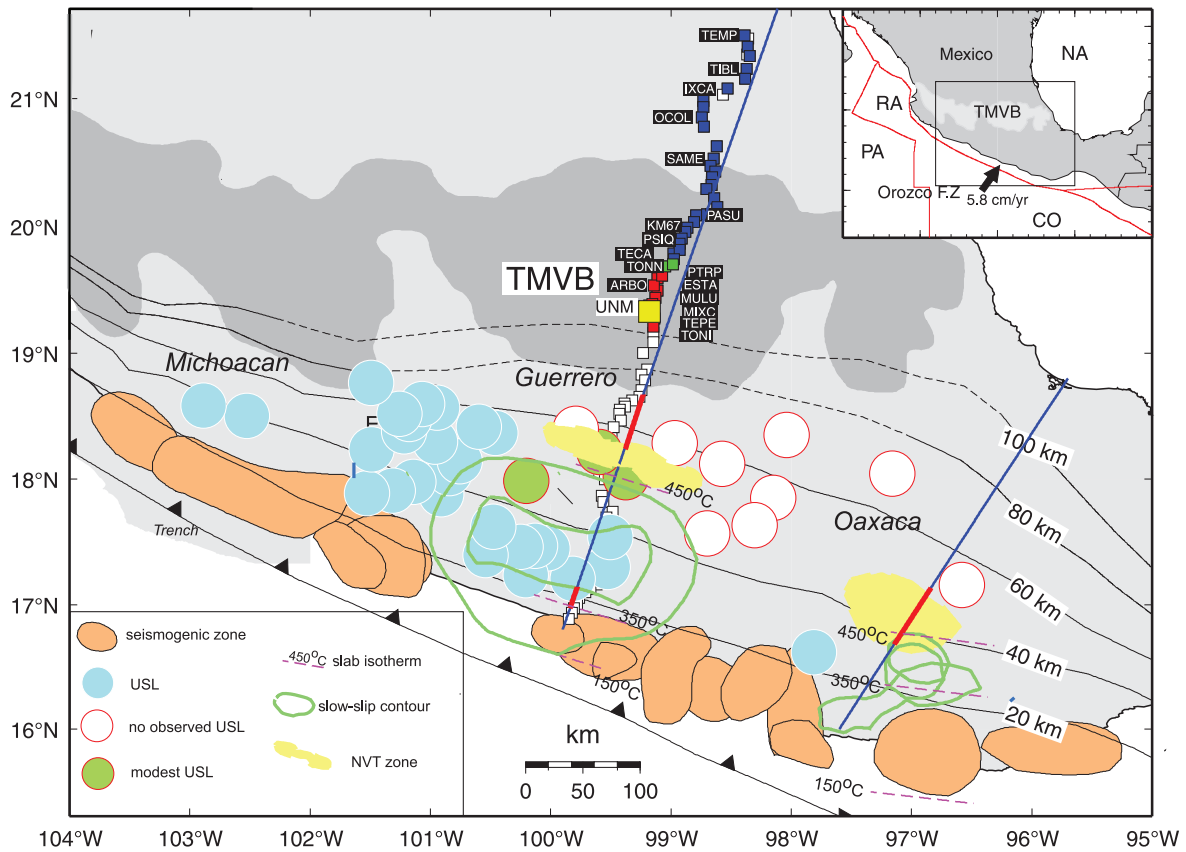 TEMP
TIBL
IXCA
OCOL
SAME
PASU
KM67
PSIQ
TECA
TONN
ARBO
UNM
PTRP
ESTA
MULU
MIXC
TEPE
TONI
TMVB
Mexico
NA
RA
TMVB
PA
Orozco F.Z
5.8 cm/yr
CO
21°N
20°N
19°N
18°N
17°N
16°N
Michoacan
Guerrero
Oaxaca
Trench
100 km
80 km
60 km
40 km
20 km
450°C
350°C
150°C
450°C
350°C
150°C
seismogenic zone
USL
no observed USL
modest USL
450°C slab isotherm
slow-slip contour
NVT zone
km
0 50 100
104°W 103°W 102°W 101°W 100°W 99°W 98°W 97°W 96°W 95°W